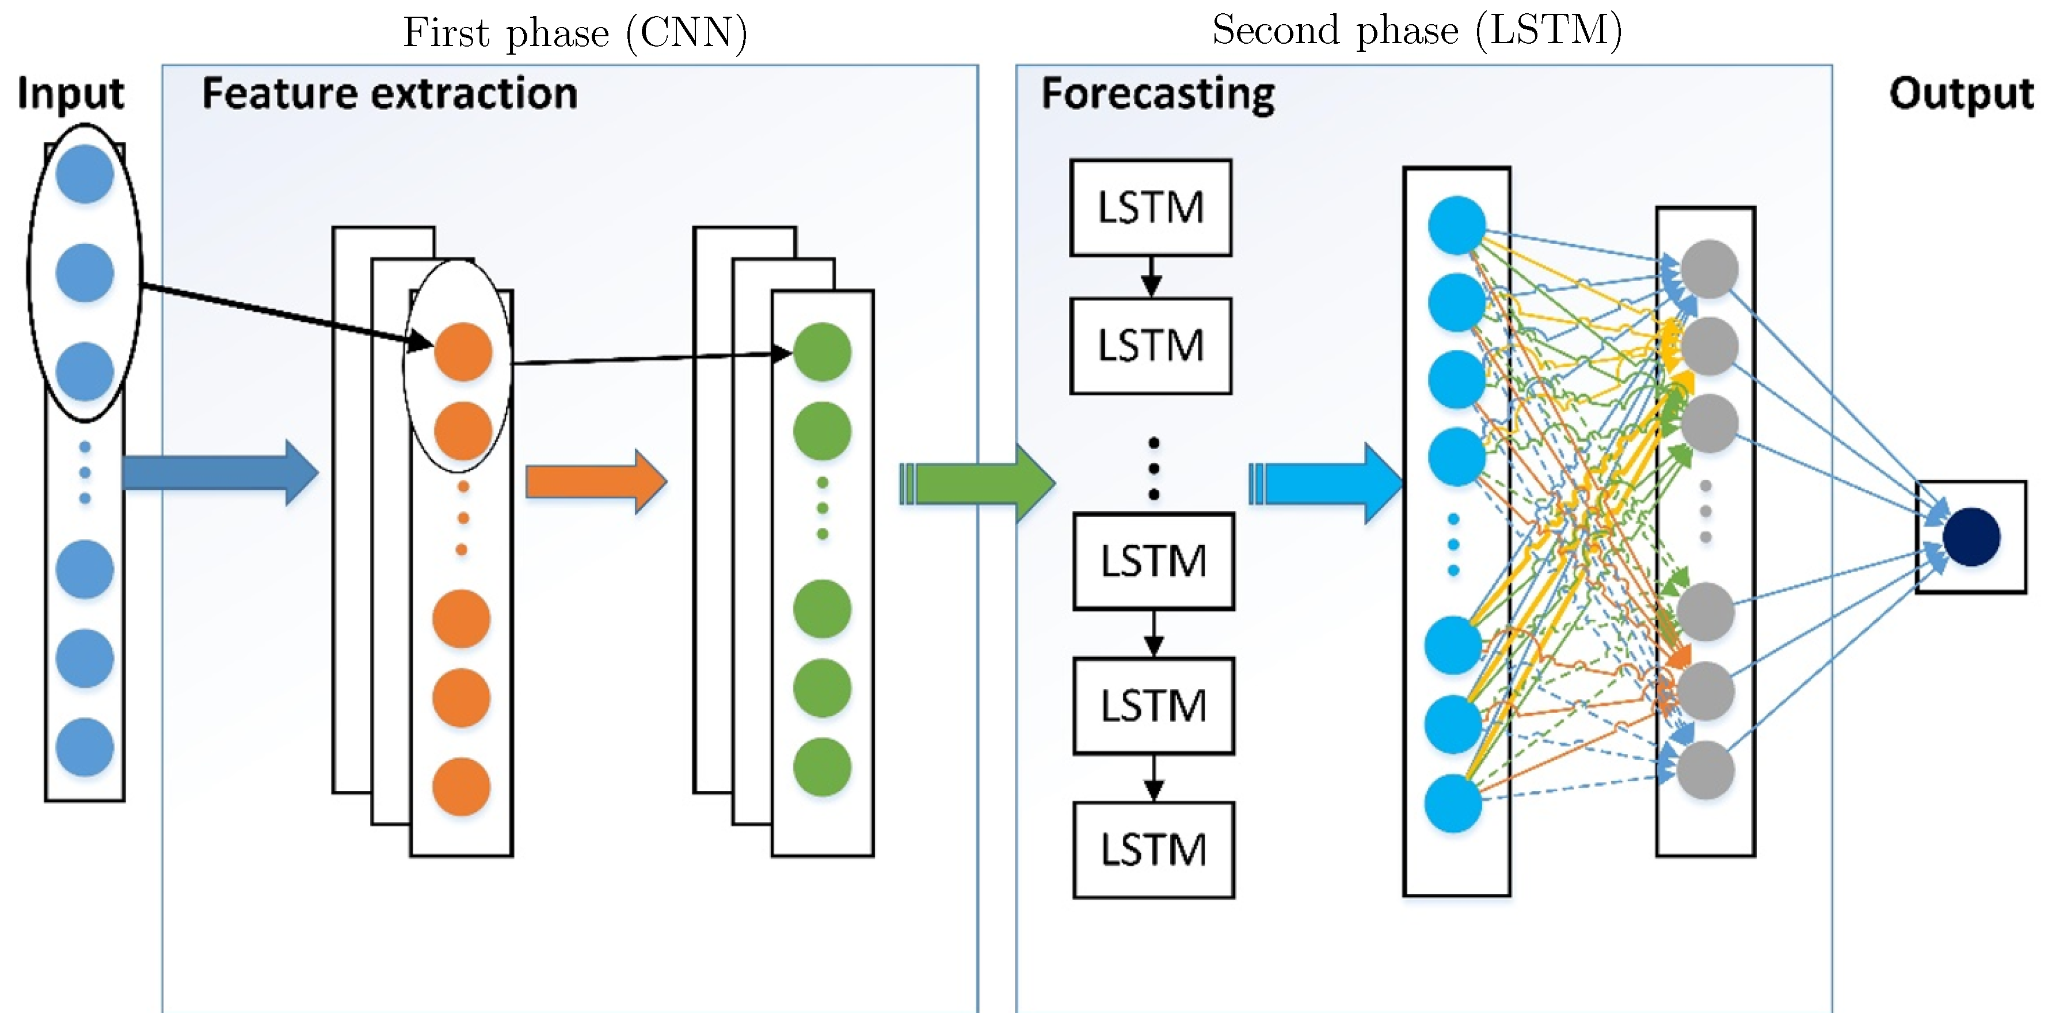 First phase (CNN)
Second phase (LSTM)
Input
Feature extraction
Forecasting
Output
LSTM
LSTM
LSTM
LSTM
LSTM